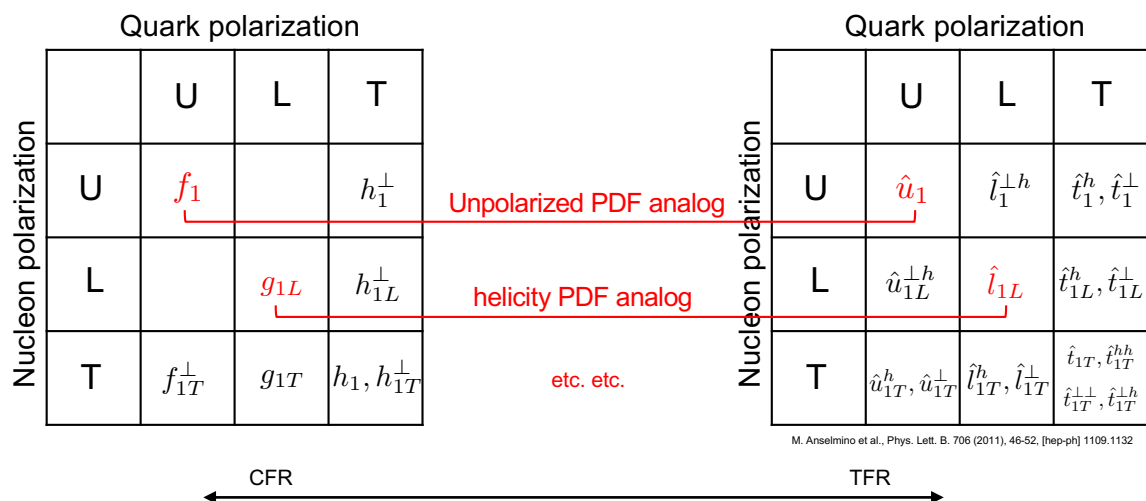 Quark polarization
Nucleon polarization
U L T
U f_1 h_1^⊥
L g_{1L} h_{1L}^⊥
T f_{1T}^⊥ g_{1T} h_1, h_{1T}^⊥
Unpolarized PDF analog
helicity PDF analog
etc. etc.
Quark polarization
Nucleon polarization
U L T
U û_1 l̂_1^{⊥h} t̂_1^h, t̂_1^⊥
L û_{1L}^{⊥h} l̂_{1L} t̂_{1L}^h, t̂_{1L}^⊥
T û_{1T}^h, û_{1T}^⊥ l̂_{1T}^h, l̂_{1T}^⊥ t̂_{1T}, t̂_{1T}^{hh}
t̂_{1T}^{⊥⊥}, t̂_{1T}^{⊥h}
M. Anselmino et al., Phys. Lett. B. 706 (2011), 46-52, [hep-ph] 1109.1132
CFR TFR